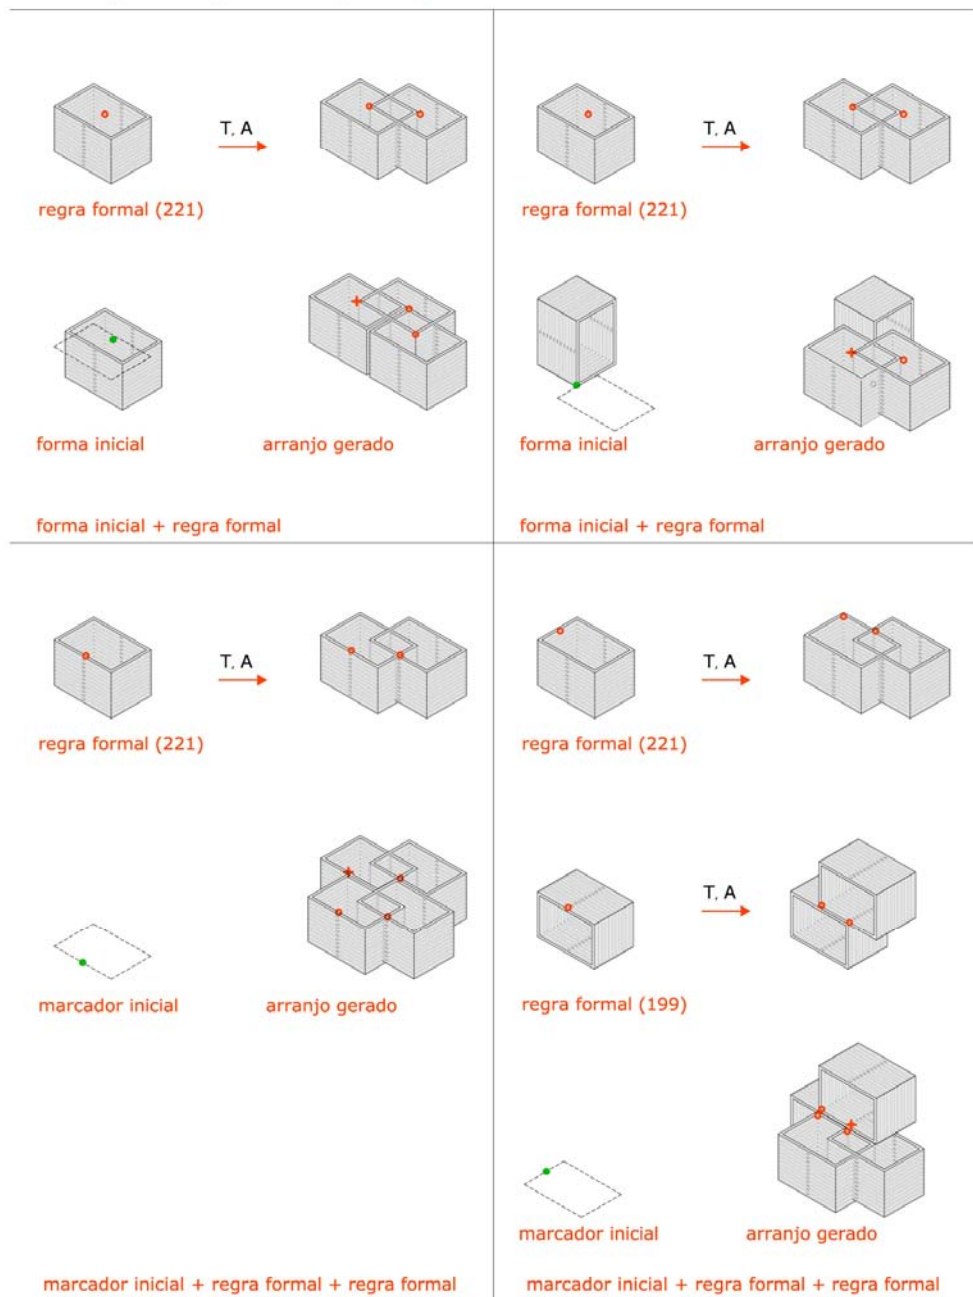 T, A
regra formal (221)
forma inicial
arranjo gerado
forma inicial + regra formal
T, A
regra formal (221)
forma inicial
arranjo gerado
forma inicial + regra formal
T, A
regra formal (221)
marcador inicial
arranjo gerado
marcador inicial + regra formal + regra formal
T, A
regra formal (221)
T, A
regra formal (199)
marcador inicial
arranjo gerado
marcador inicial + regra formal + regra formal